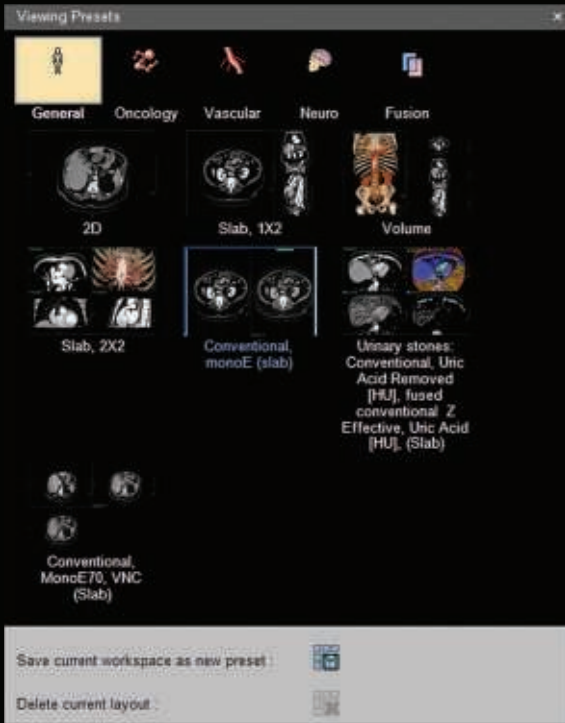 Viewing Presets
General Oncology Vascular Neuro Fusion
2D Slab, 1X2 Volume
Slab, 2X2
Conventional,
monoE (slab)
Urinary stones:
Conventional, Uric
Acid Removed
[HU], fused
conventional Z
Effective, Uric Acid
[HU], (Slab)
Conventional,
MonoE70, VNC
(Slab)
Save current workspace as new preset :
Delete current layout :